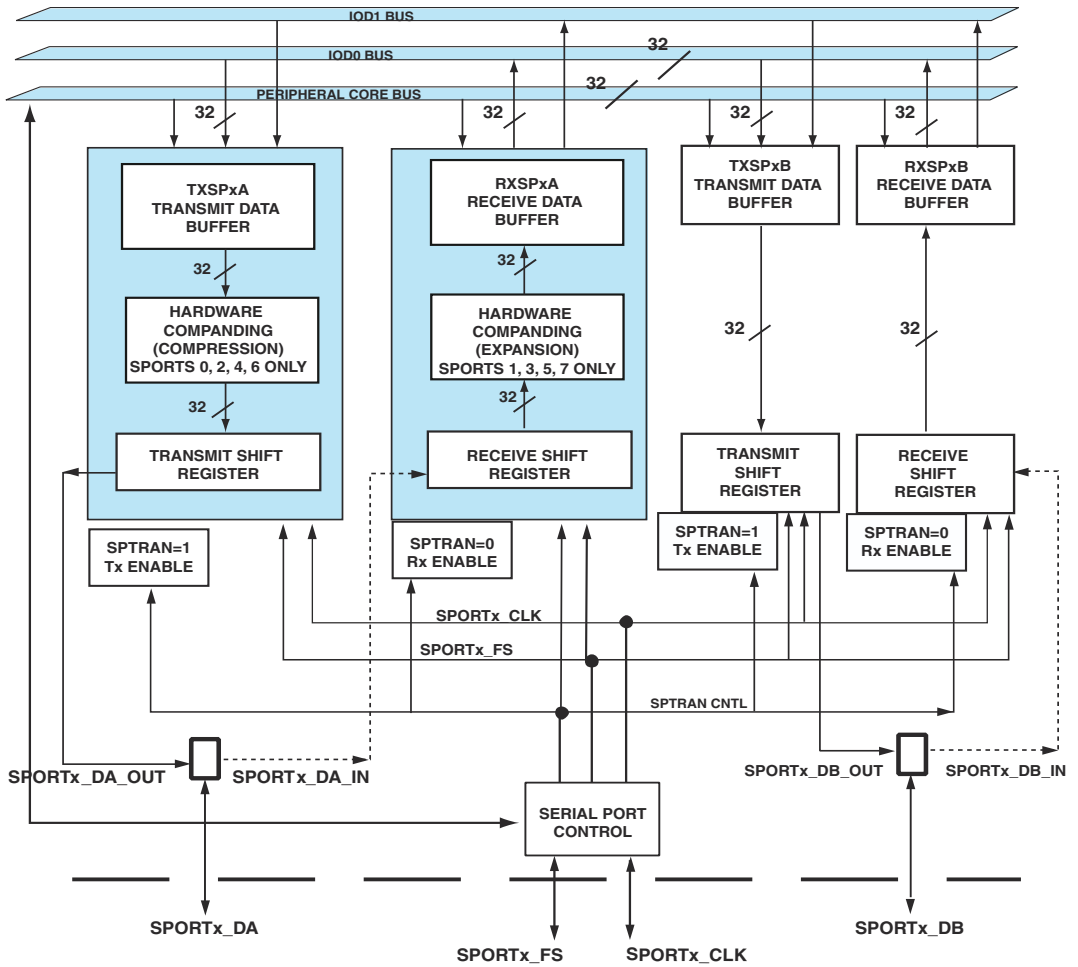 IOD1 BUS
IOD0 BUS
32
32
PERIPHERAL CORE BUS
32
32
32
32
TXSPxA
TRANSMIT DATA
BUFFER
RXSPxA
RECEIVE DATA
BUFFER
TXSPxB
TRANSMIT DATA
BUFFER
RXSPxB
RECEIVE DATA
BUFFER
32
32
HARDWARE
COMPANDING
(COMPRESSION)
SPORTS 0, 2, 4, 6 ONLY
HARDWARE
COMPANDING
(EXPANSION)
SPORTS 1, 3, 5, 7 ONLY
32
32
32
32
TRANSMIT SHIFT
REGISTER
RECEIVE SHIFT
REGISTER
TRANSMIT
SHIFT
REGISTER
RECEIVE
SHIFT
REGISTER
SPTRAN=1
Tx ENABLE
SPTRAN=0
Rx ENABLE
SPTRAN=1
Tx ENABLE
SPTRAN=0
Rx ENABLE
SPORTx_CLK
SPORTx_FS
SPTRAN CNTL
SPORTx_DA_OUT
SPORTx_DA_IN
SPORTx_DB_OUT
SPORTx_DB_IN
SERIAL PORT
CONTROL
SPORTx_DA
SPORTx_FS
SPORTx_CLK
SPORTx_DB